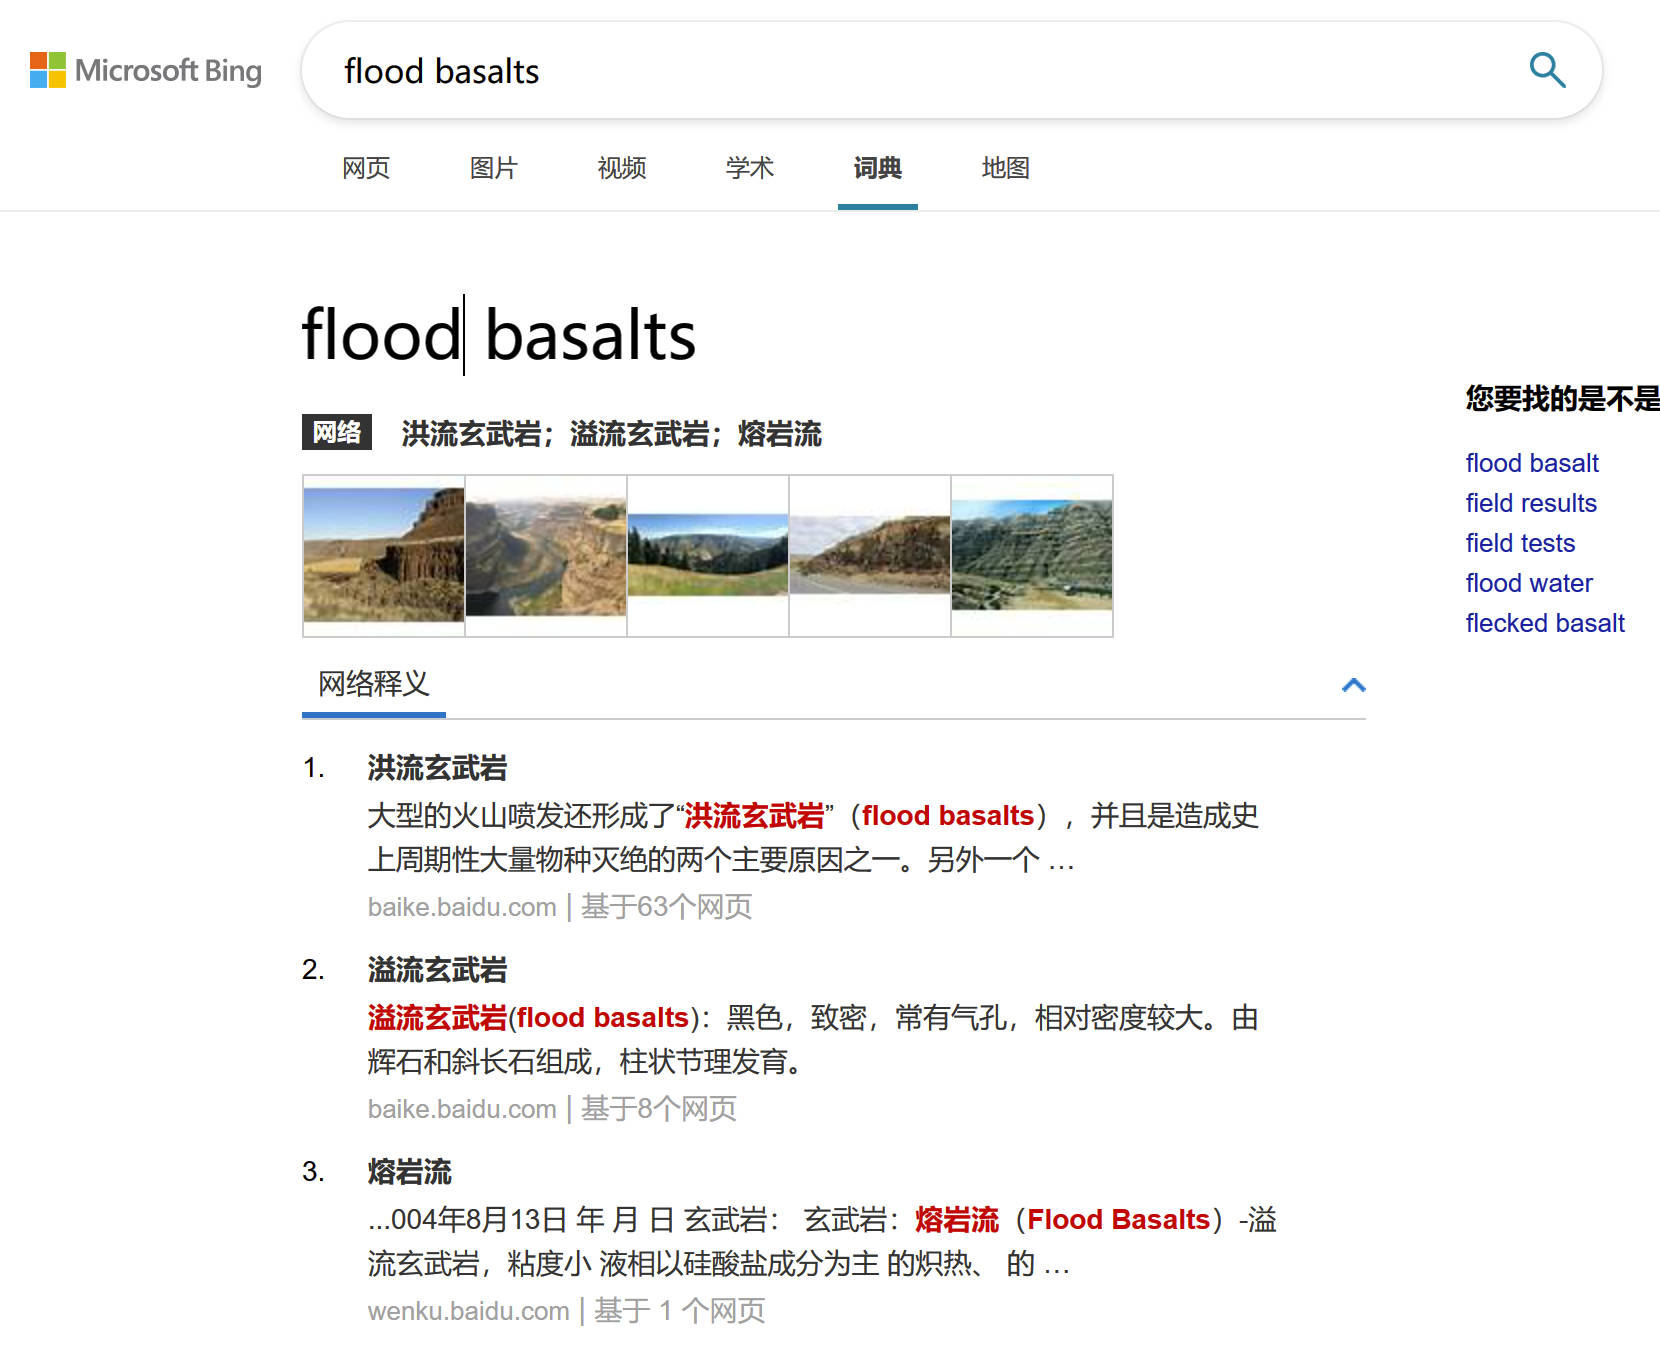 Microsoft Bing
flood basalts
网页 图片 视频 学术 词典 地图
flood basalts
网络 洪流玄武岩；溢流玄武岩；熔岩流
网络释义
1. 洪流玄武岩
大型的火山喷发还形成了“洪流玄武岩”（flood basalts），并且是造成史
上周期性大量物种灭绝的两个主要原因之一。另外一个 …
baike.baidu.com | 基于63个网页
2. 溢流玄武岩
溢流玄武岩(flood basalts)：黑色，致密，常有气孔，相对密度较大。由
辉石和斜长石组成，柱状节理发育。
baike.baidu.com | 基于8个网页
3. 熔岩流
...004年8月13日 年 月 日 玄武岩： 玄武岩：熔岩流（Flood Basalts）-溢
流玄武岩，粘度小 液相以硅酸盐成分为主 的炽热、 的 …
wenku.baidu.com | 基于 1 个网页
您要找的是不是
flood basalt
field results
field tests
flood water
flecked basalt